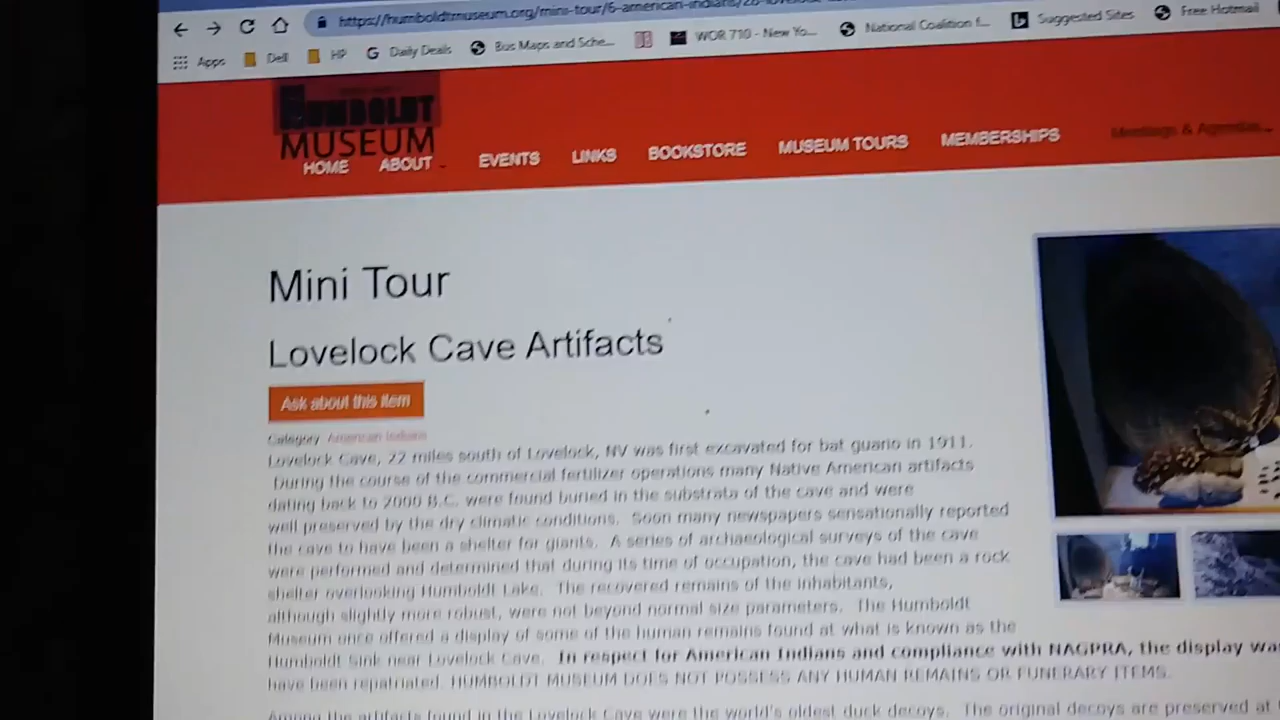 https://humboldtmuseum.org/mini-tour/6-american-indians/
Apps Dell HP Daily Deals Bus Maps and Sche... WOR 710 - New Yo... National Coalition f... Suggested Sites Free Hotmail
HUMBOLDT
MUSEUM
HOME ABOUT EVENTS LINKS BOOKSTORE MUSEUM TOURS MEMBERSHIPS Meetings & Agendas
Mini Tour
Lovelock Cave Artifacts
Ask about this item
Category American Indians
Lovelock Cave, 22 miles south of Lovelock, NV was first excavated for bat guano in 1911.
During the course of the commercial fertilizer operations many Native American artifacts
dating back to 2000 B.C. were found buried in the substrata of the cave and were
well preserved by the dry climatic conditions. Soon many newspapers sensationally reported
the cave to have been a shelter for giants. A series of archaeological surveys of the cave
were performed and determined that during its time of occupation, the cave had been a rock
shelter overlooking Humboldt Lake. The recovered remains of the inhabitants,
although slightly more robust, were not beyond normal size parameters. The Humboldt
Museum once offered a display of some of the human remains found at what is known as the
Humboldt Sink near Lovelock Cave. In respect for American Indians and compliance with NAGPRA, the display was
have been repatriated. HUMBOLDT MUSEUM DOES NOT POSSESS ANY HUMAN REMAINS OR FUNERARY ITEMS.
Among the artifacts found in the Lovelock Cave were the world's oldest duck decoys. The original decoys are preserved at